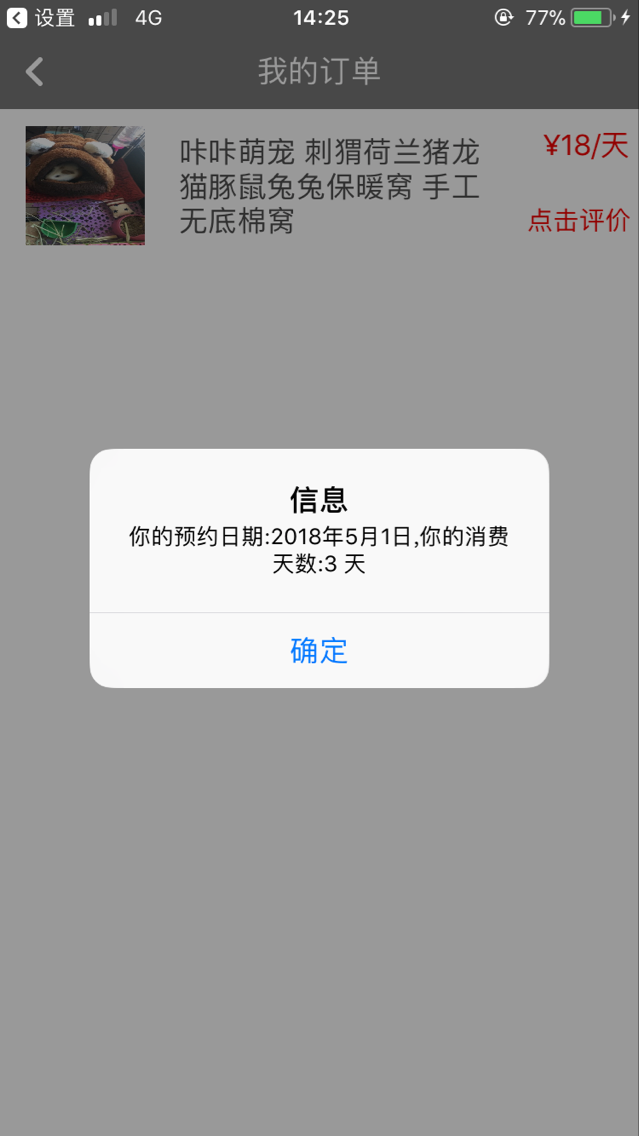 设置 4G 14:25 77%
我的订单
咔咔萌宠 刺猬荷兰猪龙
猫豚鼠兔兔保暖窝 手工
无底棉窝
¥18/天
点击评价
信息
你的预约日期:2018年5月1日,你的消费
天数:3 天
确定